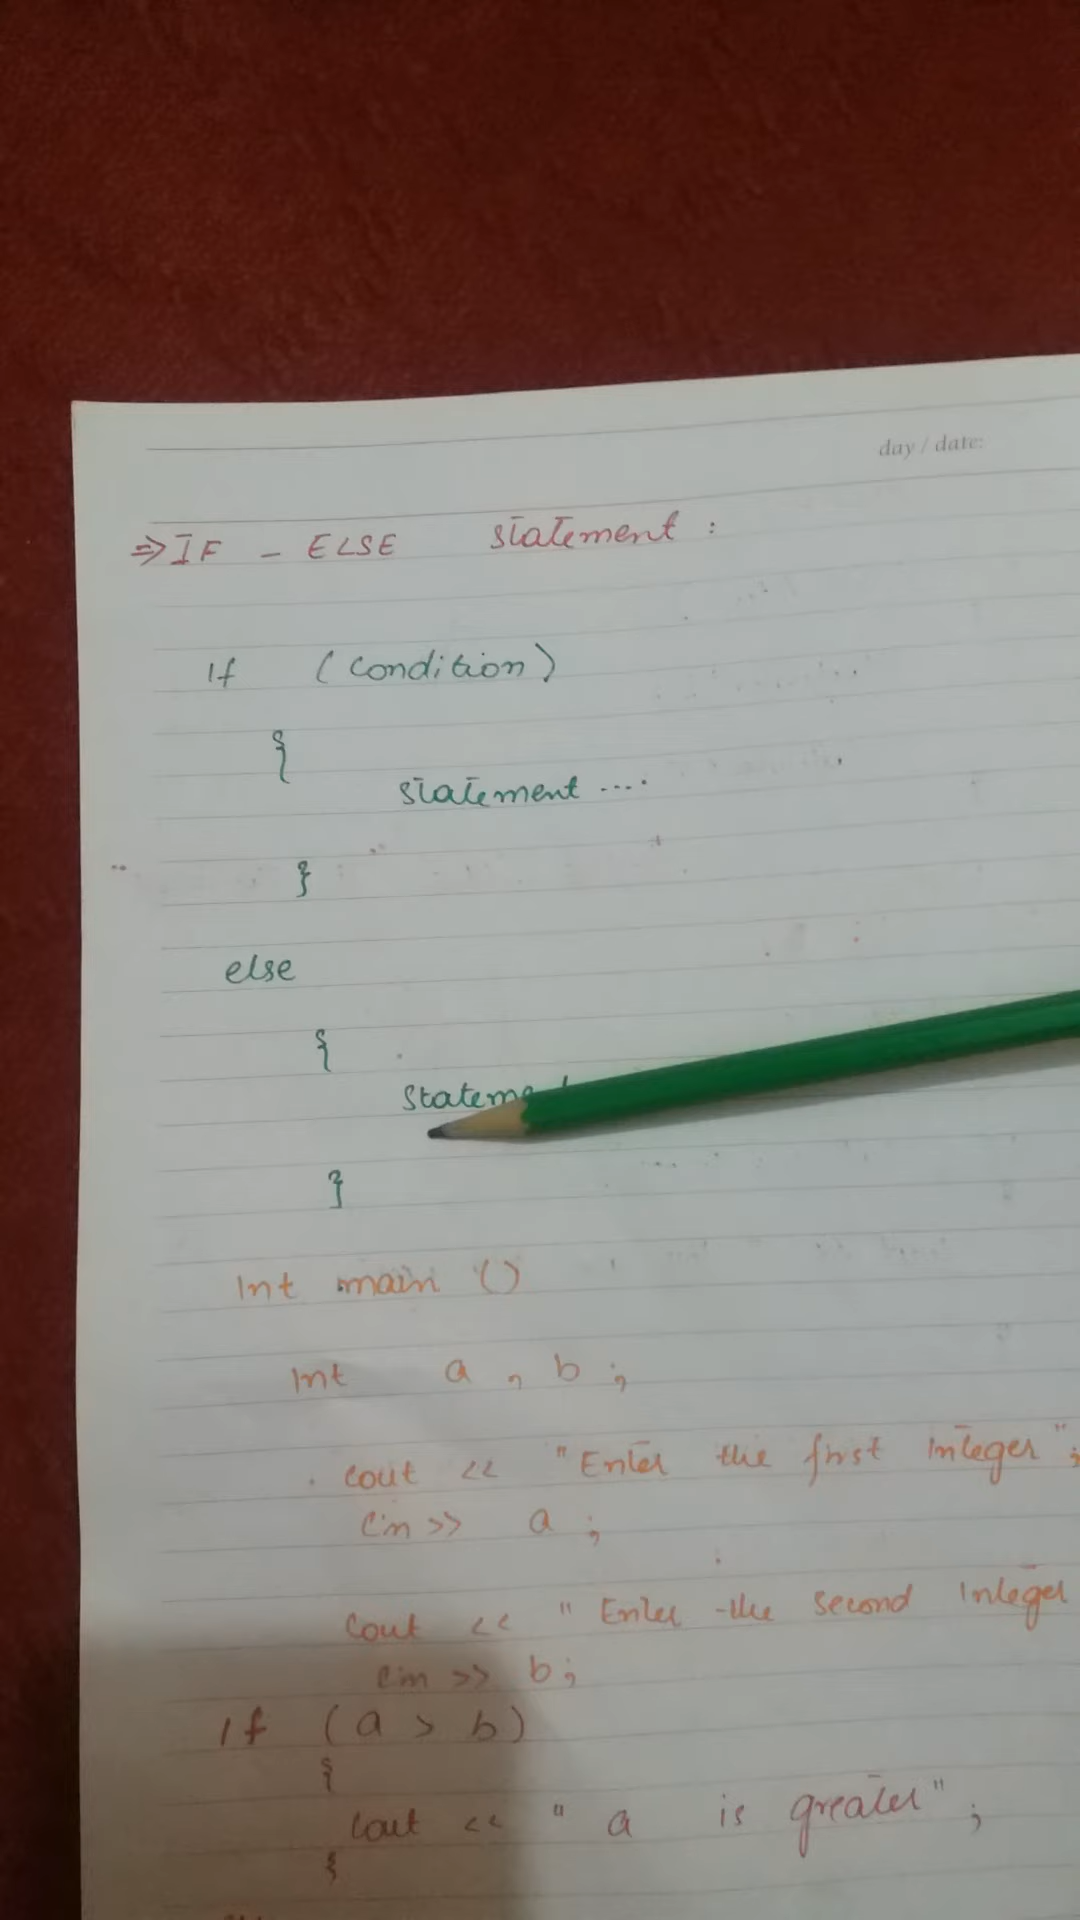 day / date:
⇒ IF - ELSE statement :
If (condition)
{
statement ....
}
else
{
}
Int main ()
Int a , b ;
cout << "Enter the first Integer" ;
cin >> a ;
cout << " Enter the second Integer
cin >> b ;
If (a > b)
{
cout << " a is greater" ;
{